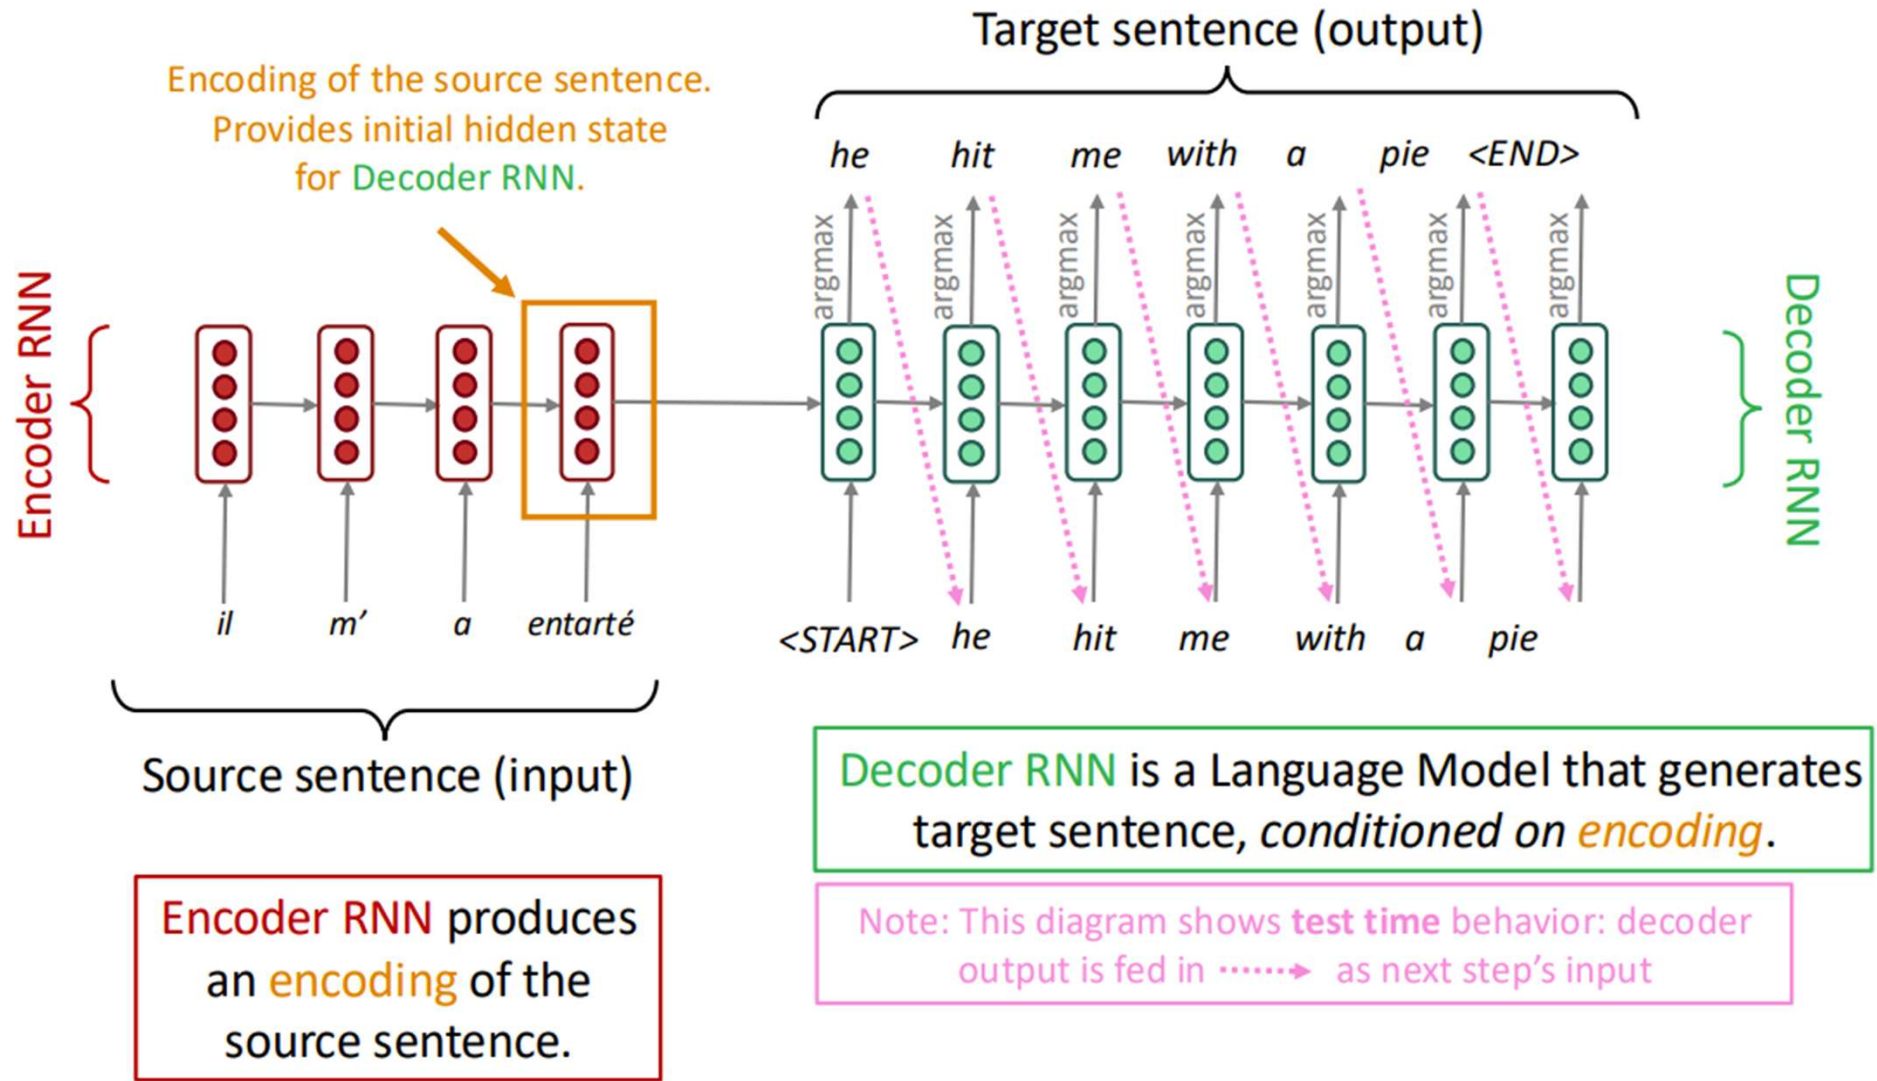 Target sentence (output)
Encoding of the source sentence.
Provides initial hidden state
for Decoder RNN.
he hit me with a pie <END>
argmax argmax argmax argmax argmax argmax argmax
Encoder RNN
Decoder RNN
il m’ a entarté
<START> he hit me with a pie
Source sentence (input)
Decoder RNN is a Language Model that generates
target sentence, conditioned on encoding.
Encoder RNN produces
an encoding of the
source sentence.
Note: This diagram shows test time behavior: decoder
output is fed in as next step’s input